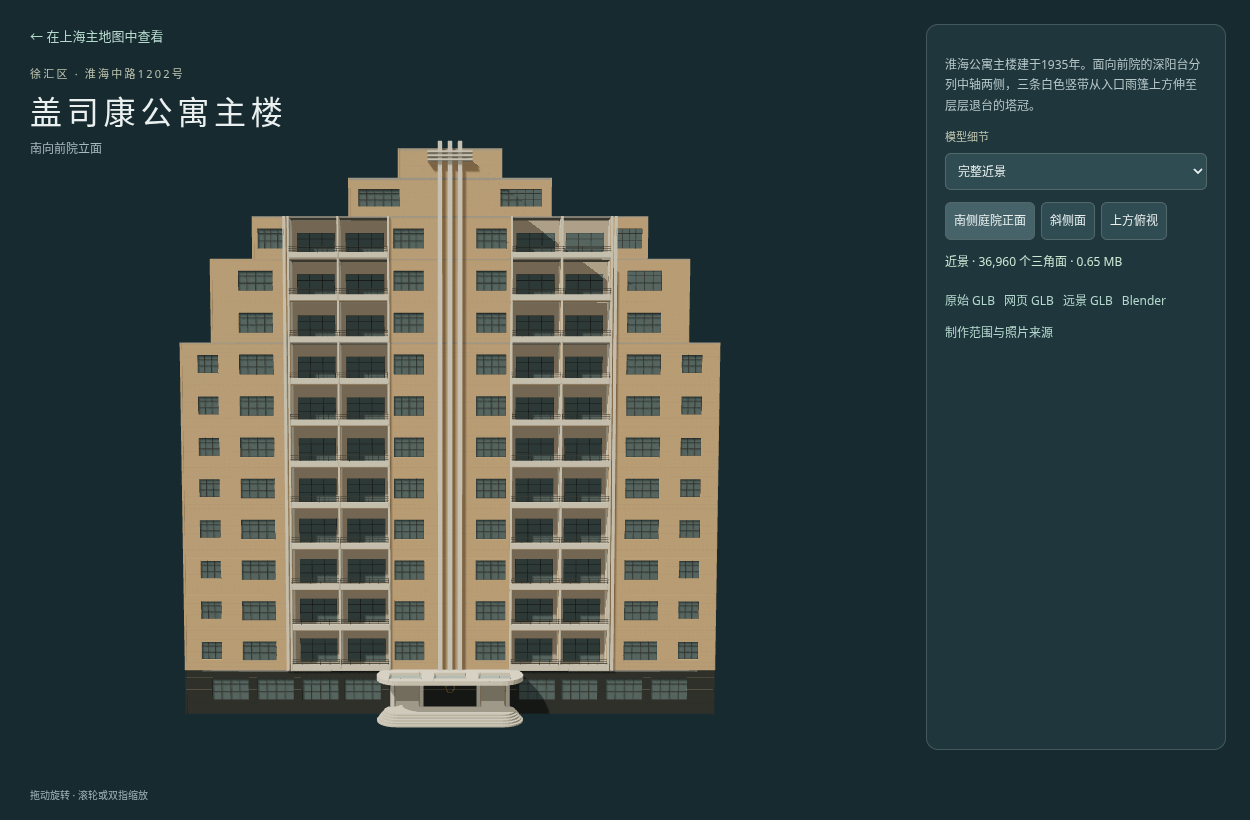 ← 在上海主地图中查看
徐汇区 · 淮海中路1202号
盖司康公寓主楼
南向前院立面
淮海公寓主楼建于1935年。面向前院的深阳台分
列中轴两侧，三条白色竖带从入口雨篷上方伸至
层层退台的塔冠。
模型细节
完整近景
南侧庭院正面 斜侧面 上方俯视
近景 · 36,960 个三角面 · 0.65 MB
原始 GLB 网页 GLB 远景 GLB Blender
制作范围与照片来源
拖动旋转 · 滚轮或双指缩放